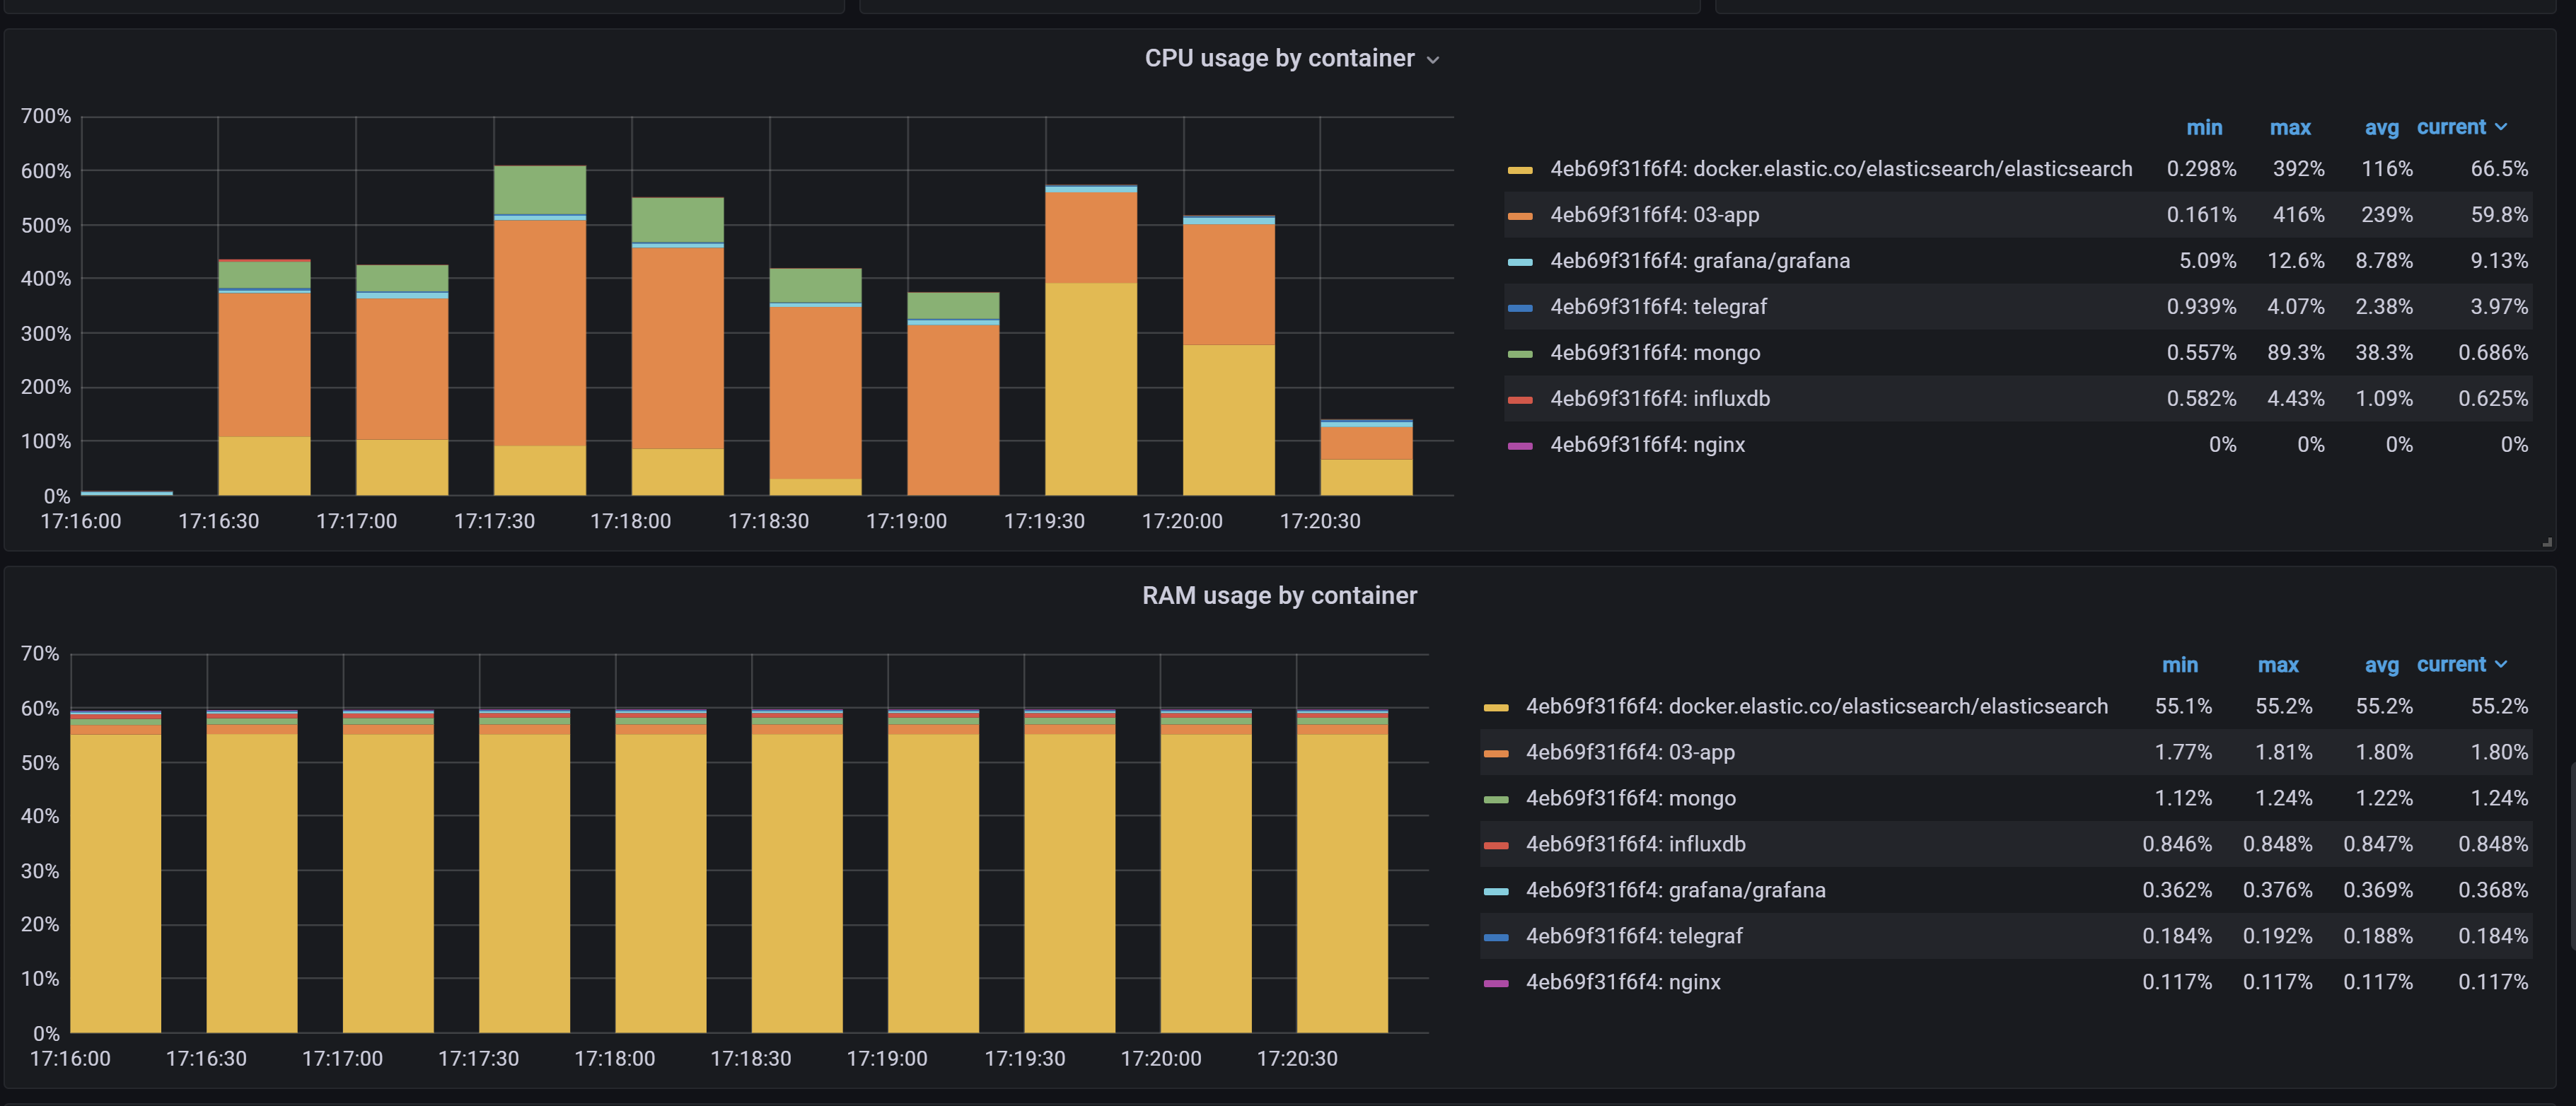 CPU usage by container
700%
600%
500%
400%
300%
200%
100%
0%
17:16:00 17:16:30 17:17:00 17:17:30 17:18:00 17:18:30 17:19:00 17:19:30 17:20:00 17:20:30
min max avg current
4eb69f31f6f4: docker.elastic.co/elasticsearch/elasticsearch 0.298% 392% 116% 66.5%
4eb69f31f6f4: 03-app 0.161% 416% 239% 59.8%
4eb69f31f6f4: grafana/grafana 5.09% 12.6% 8.78% 9.13%
4eb69f31f6f4: telegraf 0.939% 4.07% 2.38% 3.97%
4eb69f31f6f4: mongo 0.557% 89.3% 38.3% 0.686%
4eb69f31f6f4: influxdb 0.582% 4.43% 1.09% 0.625%
4eb69f31f6f4: nginx 0% 0% 0% 0%
RAM usage by container
70%
60%
50%
40%
30%
20%
10%
0%
17:16:00 17:16:30 17:17:00 17:17:30 17:18:00 17:18:30 17:19:00 17:19:30 17:20:00 17:20:30
min max avg current
4eb69f31f6f4: docker.elastic.co/elasticsearch/elasticsearch 55.1% 55.2% 55.2% 55.2%
4eb69f31f6f4: 03-app 1.77% 1.81% 1.80% 1.80%
4eb69f31f6f4: mongo 1.12% 1.24% 1.22% 1.24%
4eb69f31f6f4: influxdb 0.846% 0.848% 0.847% 0.848%
4eb69f31f6f4: grafana/grafana 0.362% 0.376% 0.369% 0.368%
4eb69f31f6f4: telegraf 0.184% 0.192% 0.188% 0.184%
4eb69f31f6f4: nginx 0.117% 0.117% 0.117% 0.117%